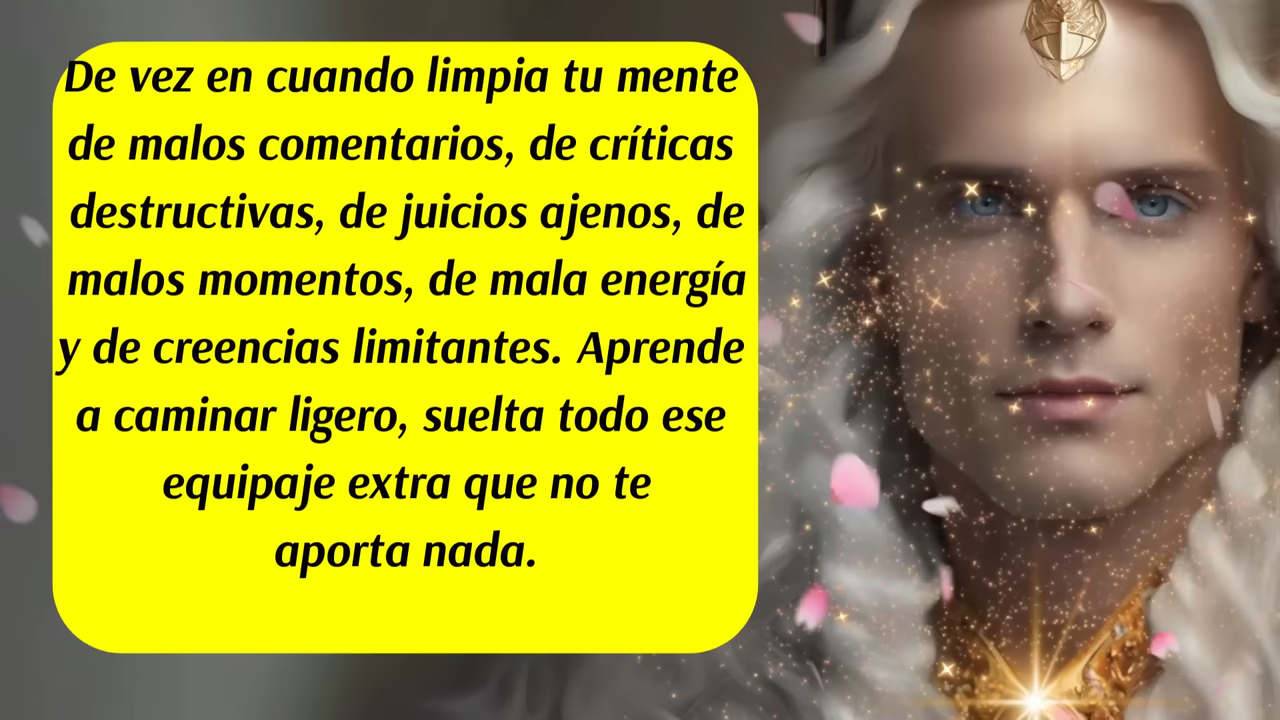 De vez en cuando limpia tu mente
de malos comentarios, de críticas
destructivas, de juicios ajenos, de
malos momentos, de mala energía
y de creencias limitantes. Aprende
a caminar ligero, suelta todo ese
equipaje extra que no te
aporta nada.